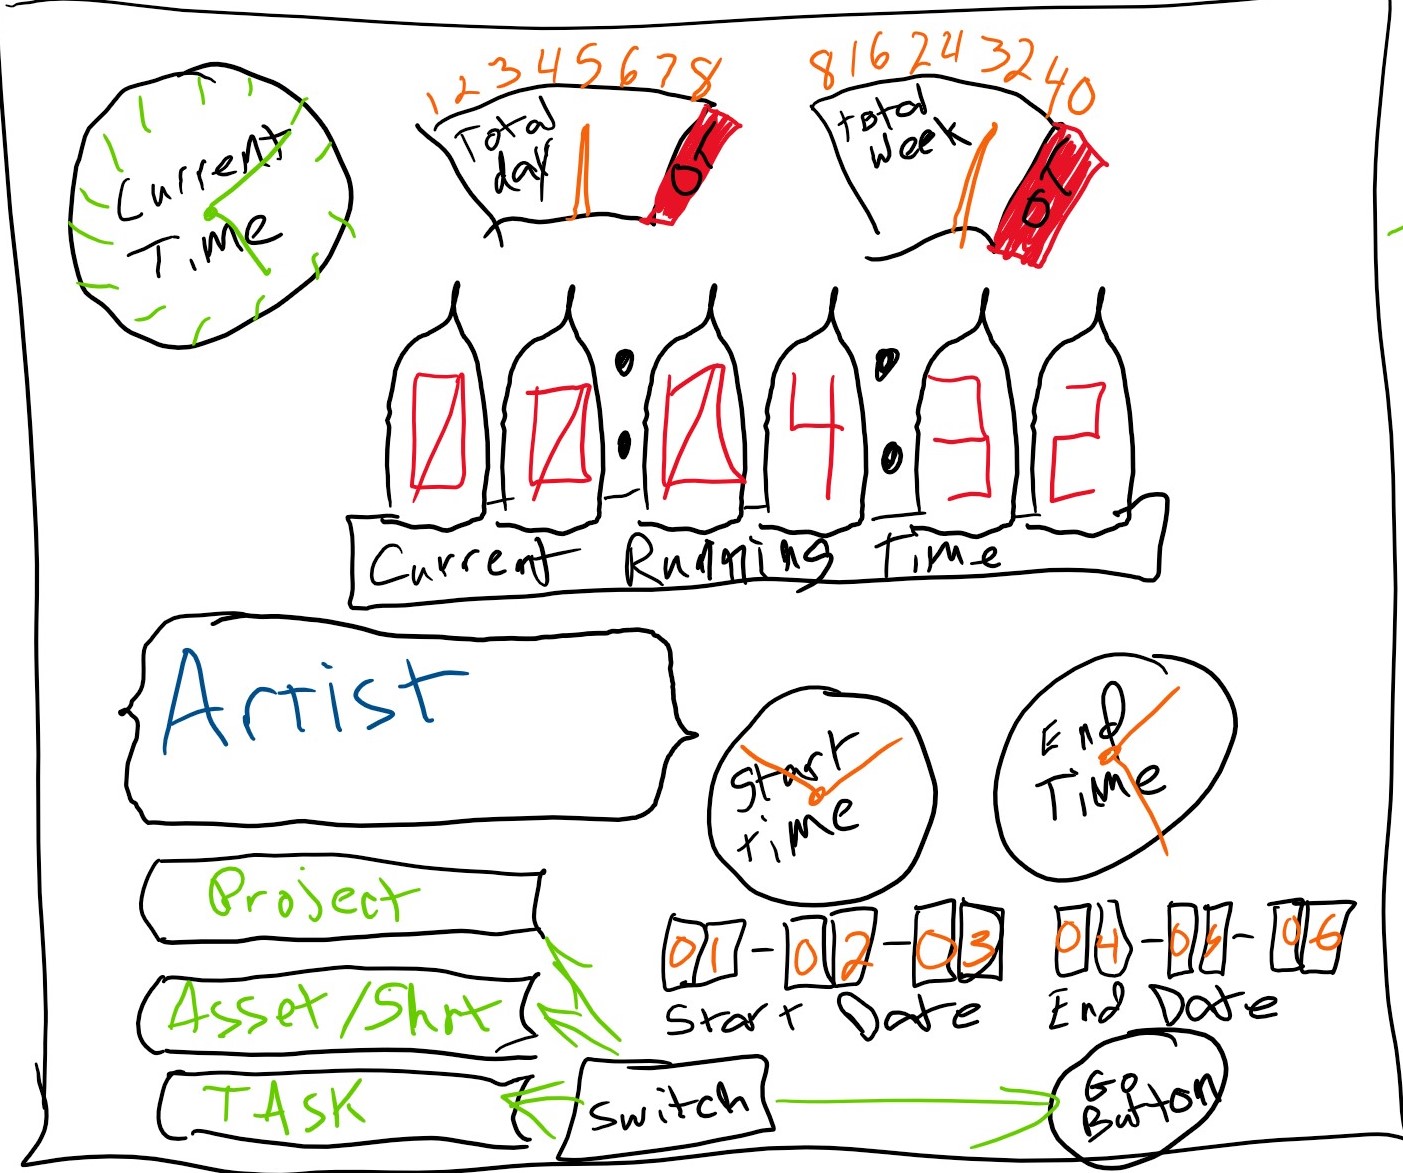 1 2 3 4 5 6 7 8
8 16 24 32 40
Current
Time
Total
day
OT
total
week
OT
00:04:32
Current Running Time
Artist
Start
time
End
Time
Project
01-02-03
04-05-06
Start Date
End Date
Asset/Shot
TASK
Switch
Go
Button